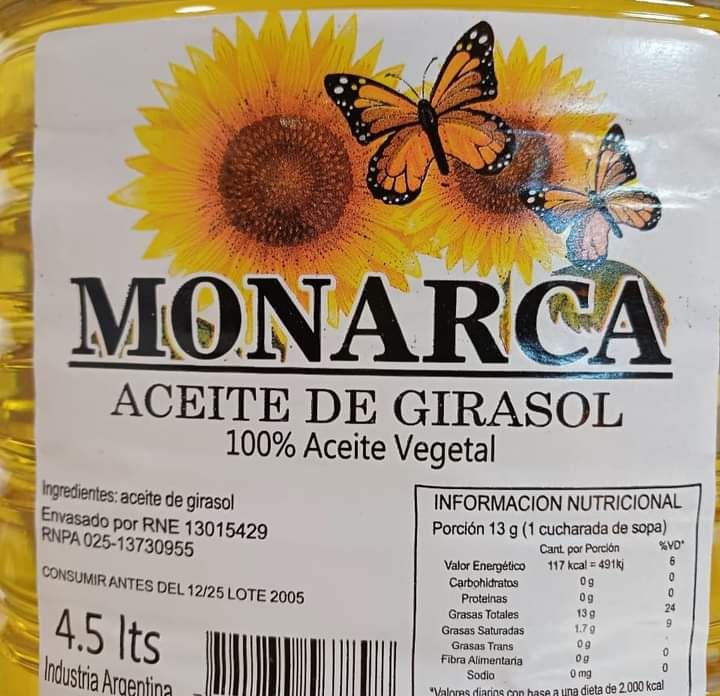 MONARCA
ACEITE DE GIRASOL
100% Aceite Vegetal
Ingredientes: aceite de girasol
Envasado por RNE 13015429
RNPA 025-13730955
CONSUMIR ANTES DEL 12/25 LOTE 2005
4.5 lts
Industria Argentina
INFORMACION NUTRICIONAL
Porción 13 g (1 cucharada de sopa)
Cant. por Porción %VD*
Valor Energético 117 kcal = 491kj 6
Carbohidratos 0 g 0
Proteinas 0 g 0
Grasas Totales 13 g 24
Grasas Saturadas 1.7 g 9
Grasas Trans 0 g
Fibra Alimentaria 0 g 0
Sodio 0 mg 0
*Valores diarios con base a una dieta de 2.000 kcal